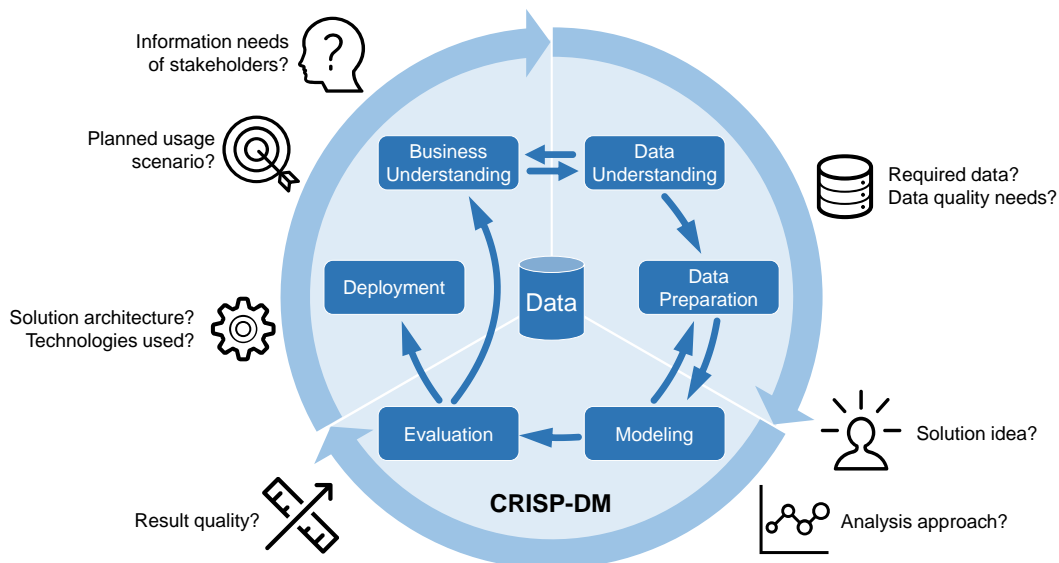 Information needs
of stakeholders?
Planned usage
scenario?
Business
Understanding
Data
Understanding
Required data?
Data quality needs?
Deployment
Data
Data
Preparation
Solution architecture?
Technologies used?
Evaluation
Modeling
Solution idea?
CRISP-DM
Result quality?
Analysis approach?
?